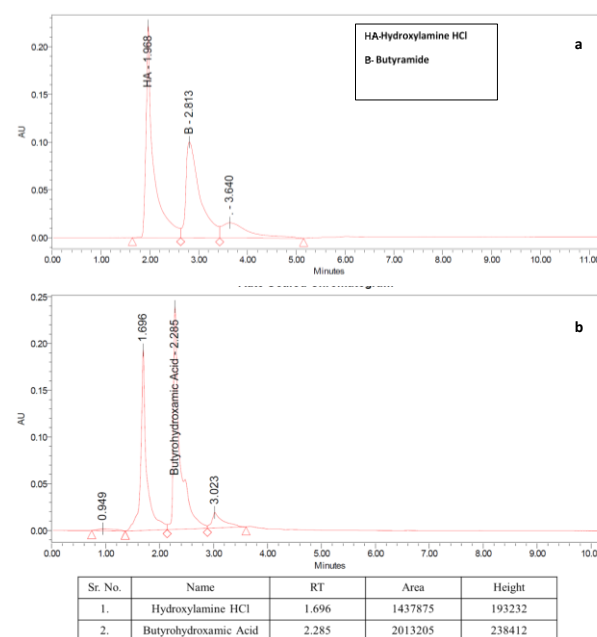 a
HA-Hydroxylamine HCl
B- Butyramide
HA - 1.968
B - 2.813
. - 3.640
AU
0.20
0.15
0.10
0.05
0.00
0.00 1.00 2.00 3.00 4.00 5.00 6.00 7.00 8.00 9.00 10.00 11.0
Minutes
b
1.696
Butyrohydroxamic Acid - 2.285
0.949
3.023
AU
0.25
0.20
0.15
0.10
0.05
0.00
0.00 1.00 2.00 3.00 4.00 5.00 6.00 7.00 8.00 9.00 10.0
Minutes
Sr. No. Name RT Area Height
1. Hydroxylamine HCl 1.696 1437875 193232
2. Butyrohydroxamic Acid 2.285 2013205 238412